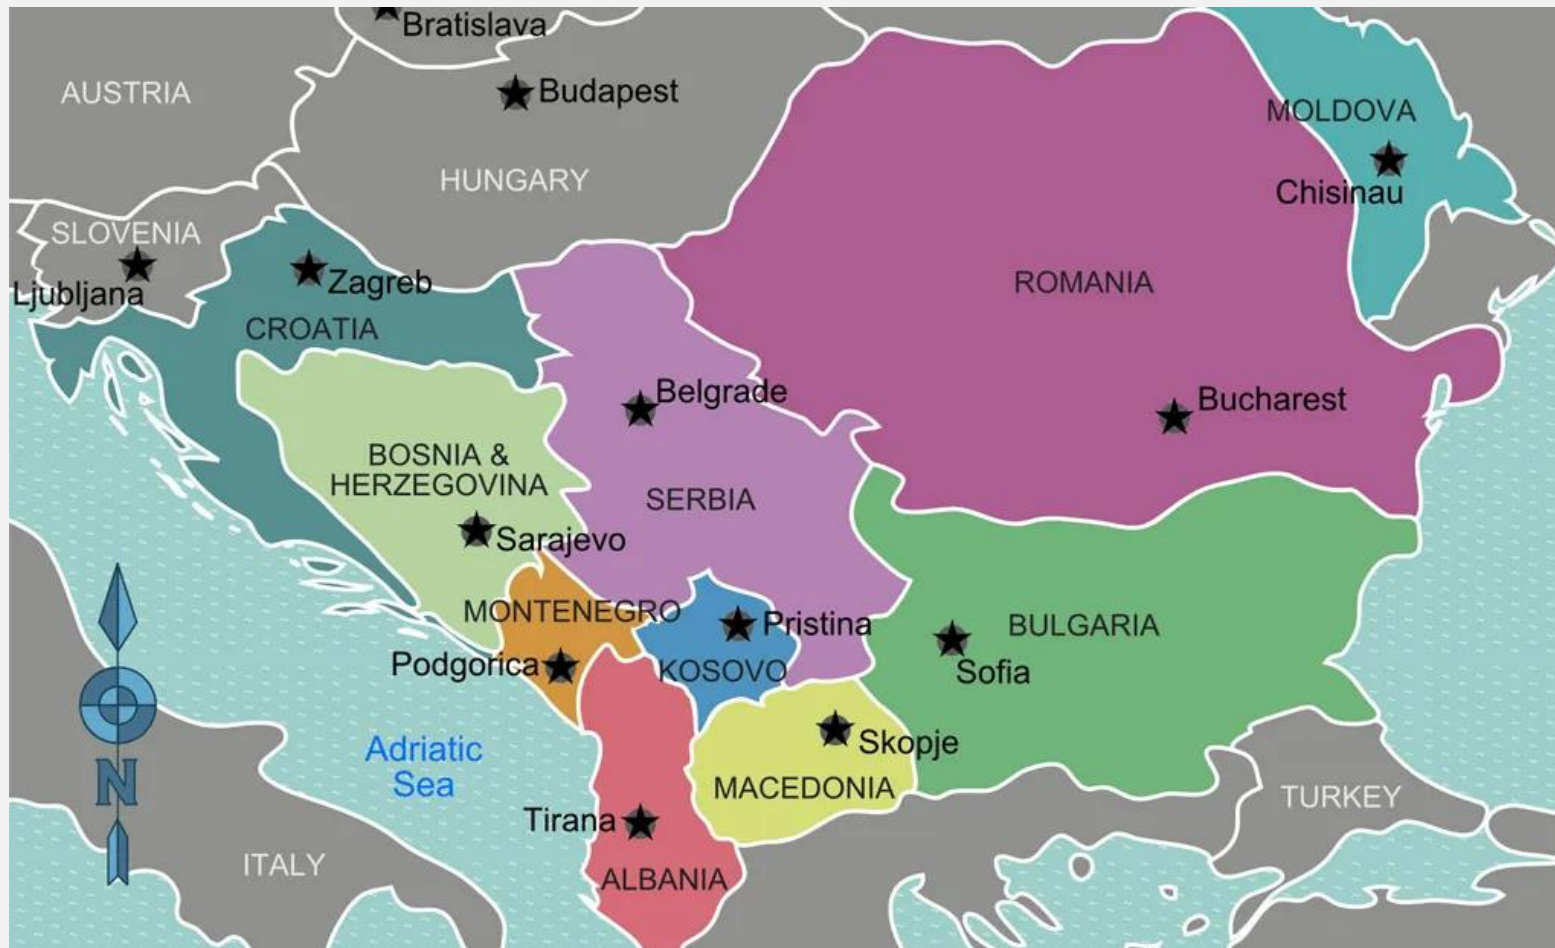 Bratislava
AUSTRIA
Budapest
MOLDOVA
HUNGARY
Chisinau
SLOVENIA
Ljubljana
Zagreb
ROMANIA
CROATIA
Belgrade
Bucharest
BOSNIA &
HERZEGOVINA
SERBIA
Sarajevo
MONTENEGRO
Pristina
BULGARIA
Podgorica
KOSOVO
Sofia
Adriatic
Sea
Skopje
N
MACEDONIA
TURKEY
Tirana
ITALY
ALBANIA